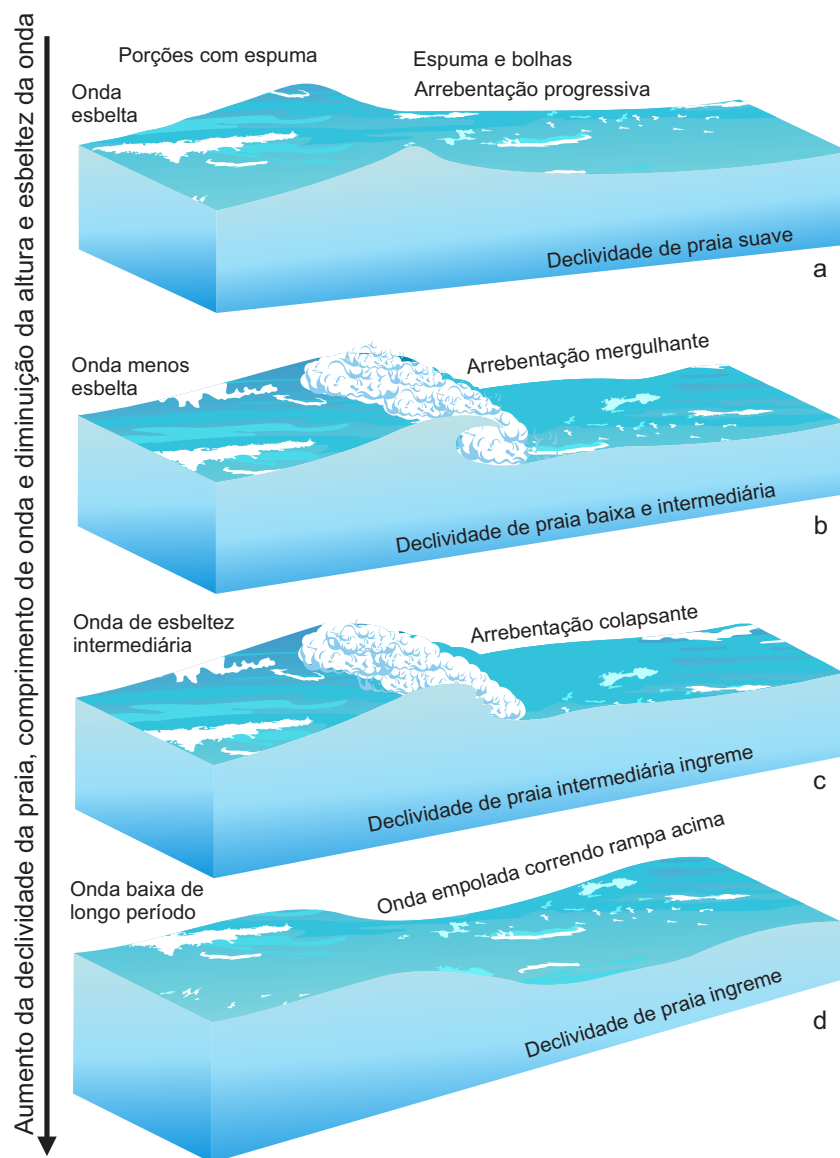 Aumento da declividade da praia, comprimento de onda e diminuição da altura e esbeltez da onda
Porções com espuma
Espuma e bolhas
Onda
esbelta
Arrebentação progressiva
Declividade de praia suave
a
Onda menos
esbelta
Arrebentação mergulhante
Declividade de praia baixa e intermediária
b
Onda de esbeltez
intermediária
Arrebentação colapsante
Declividade de praia intermediária ingreme
c
Onda baixa de
longo período
Onda empolada correndo rampa acima
Declividade de praia ingreme
d